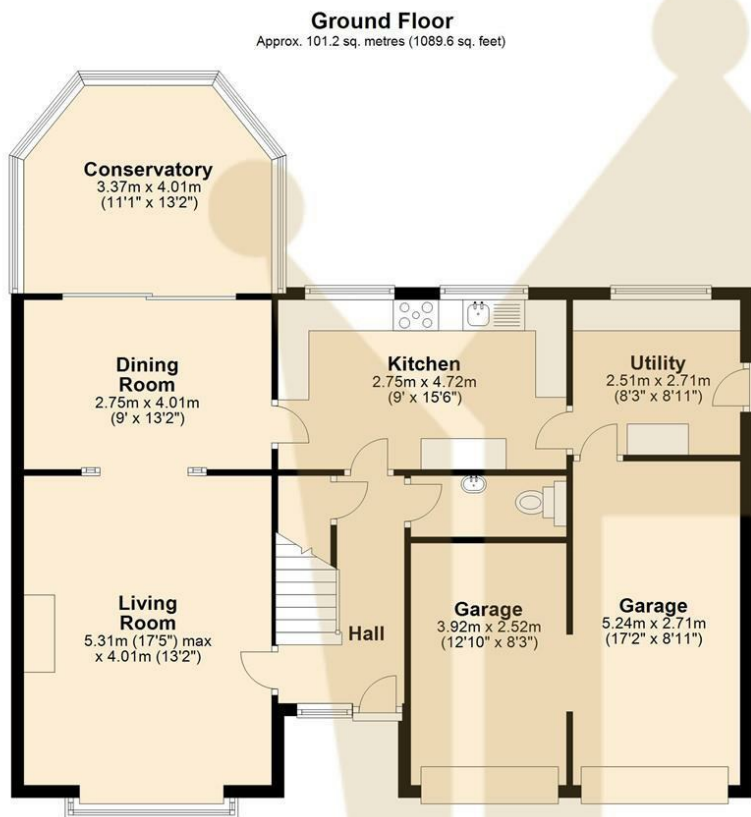 Ground Floor
Approx. 101.2 sq. metres (1089.6 sq. feet)
Conservatory
3.37m x 4.01m
(11'1" x 13'2")
Dining
Room
2.75m x 4.01m
(9' x 13'2")
Kitchen
2.75m x 4.72m
(9' x 15'6")
Utility
2.51m x 2.71m
(8'3" x 8'11")
Living
Room
5.31m (17'5") max
x 4.01m (13'2")
Hall
Garage
3.92m x 2.52m
(12'10" x 8'3")
Garage
5.24m x 2.71m
(17'2" x 8'11")